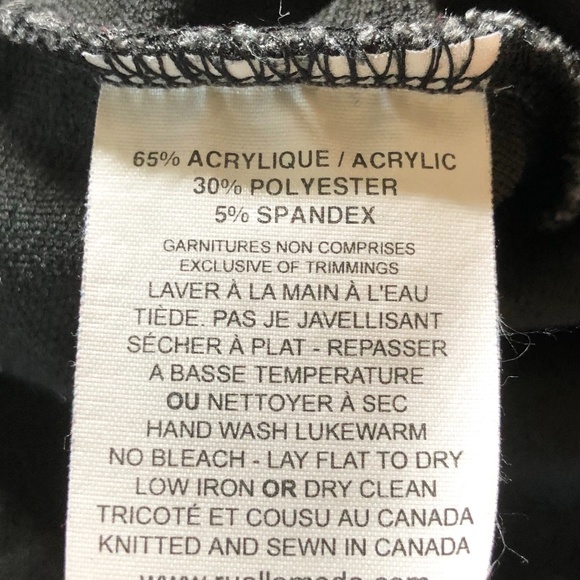 65% ACRYLIQUE / ACRYLIC
30% POLYESTER
5% SPANDEX
GARNITURES NON COMPRISES
EXCLUSIVE OF TRIMMINGS
LAVER À LA MAIN À L'EAU
TIÈDE. PAS JE JAVELLISANT
SÉCHER À PLAT - REPASSER
A BASSE TEMPERATURE
OU NETTOYER À SEC
HAND WASH LUKEWARM
NO BLEACH - LAY FLAT TO DRY
LOW IRON OR DRY CLEAN
TRICOTÉ ET COUSU AU CANADA
KNITTED AND SEWN IN CANADA